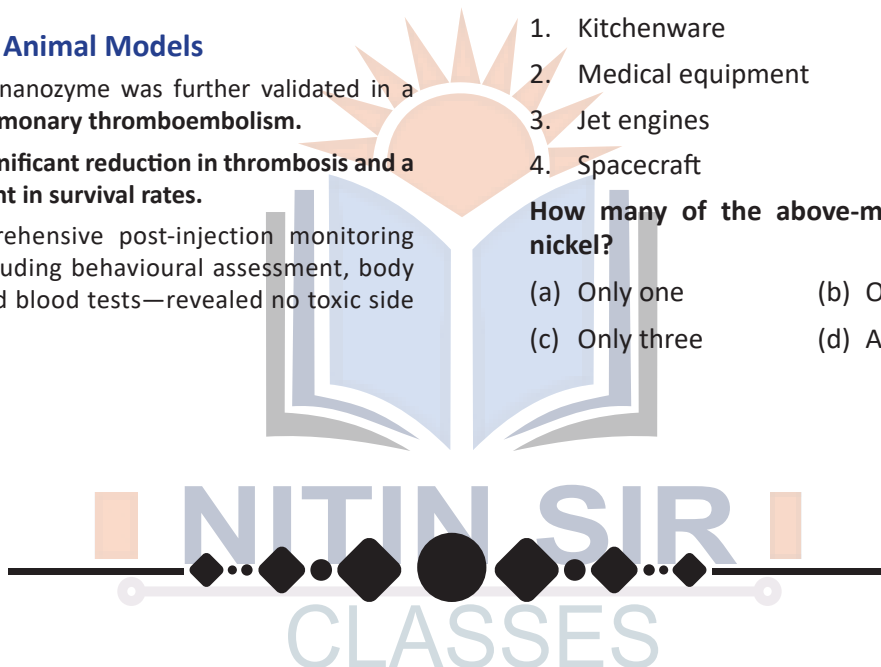 Animal Models
nanozyme was further validated in a
monary thromboembolism.
nificant reduction in thrombosis and a
nt in survival rates.
rehensive post-injection monitoring
uding behavioural assessment, body
d blood tests—revealed no toxic side
1. Kitchenware
2. Medical equipment
3. Jet engines
4. Spacecraft
How many of the above-m
nickel?
(a) Only one (b) O
(c) Only three (d) A
NITIN SIR
CLASSES